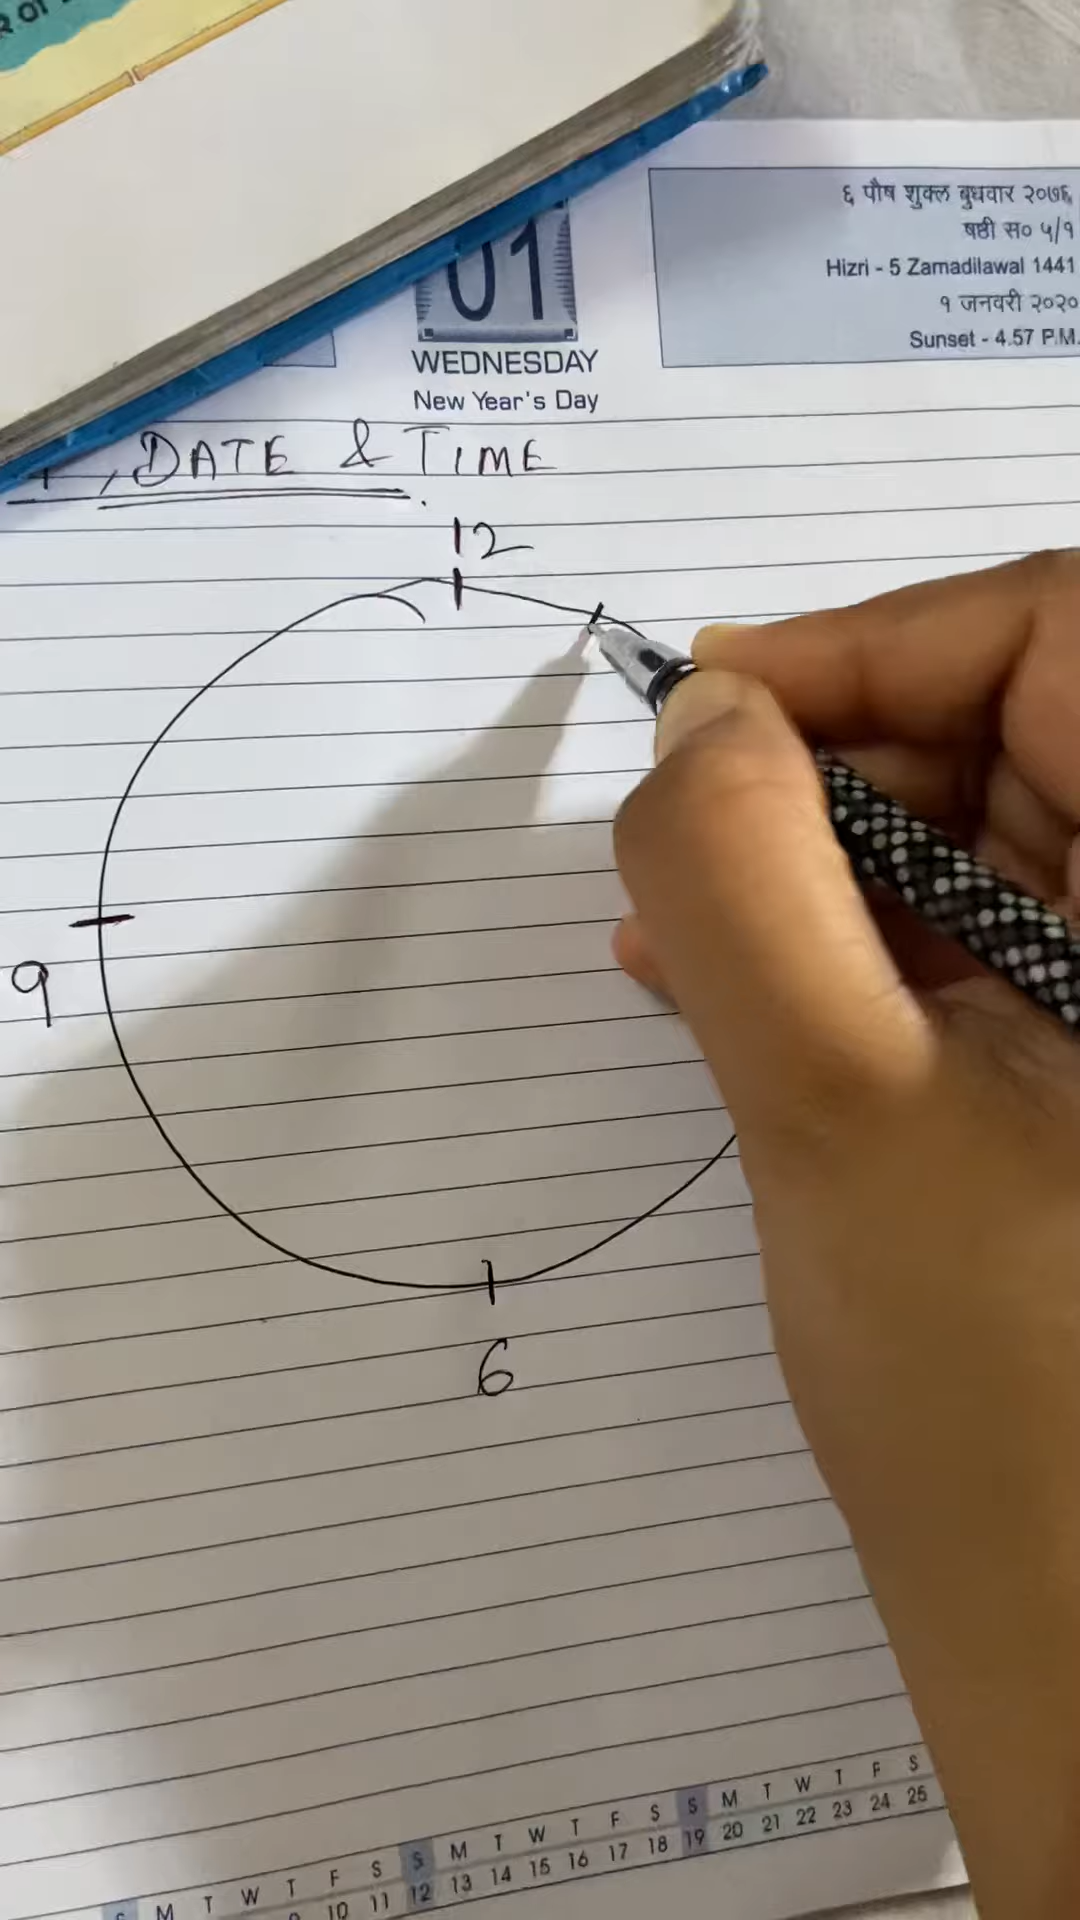 R OF
६ पौष शुक्ल बुधवार २०७६
षष्ठी स० ५/१
Hizri - 5 Zamadilawal 1441
१ जनवरी २०२०
Sunset - 4.57 P.M.
01
WEDNESDAY
New Year's Day
, DATE & TIME
12
9
6
S M T W T F S S M T W T F S S M T W T F S
10 11 12 13 14 15 16 17 18 19 20 21 22 23 24 25